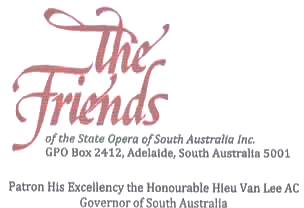 The
Friends
of the State Opera of South Australia Inc.
GPO Box 2412, Adelaide, South Australia 5001
Patron His Excellency the Honourable Hieu Van Lee AC
Governor of South Australia